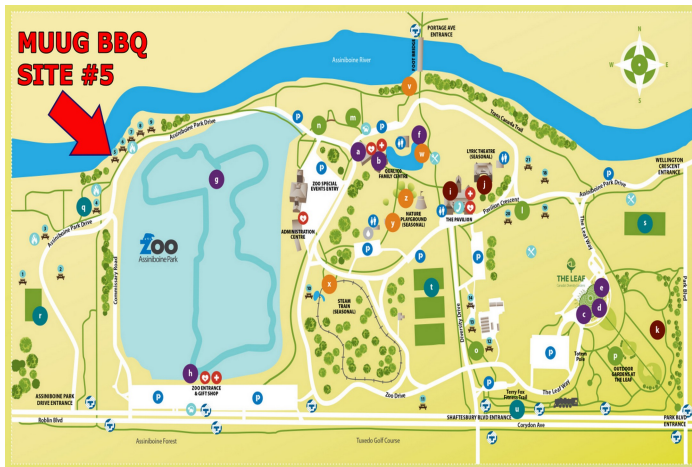 MUUG BBQ
SITE #5
PORTAGE AVE
ENTRANCE
FOOT BRIDGE
Assiniboine River
N
W
E
S
Trans Canada Trail
Assiniboine Park Drive
LYRIC THEATRE
(SEASONAL)
WELLINGTON
CRESCENT
ENTRANCE
ZOO SPECIAL
EVENTS ENTRY
FAMILY CENTRE
NATURE
PLAYGROUND
(SEASONAL)
THE PAVILION
Pavilion Crescent
Assiniboine Park Drive
ADMINISTRATION
CENTRE
ZOO
Assiniboine Park
Assiniboine Park Drive
Commissary Road
The Leaf Way
THE LEAF
Park Blvd
STEAM
TRAIN
(SEASONAL)
Diversity Drive
Totem
Pole
OUTDOOR
GARDENS AT
THE LEAF
ZOO ENTRANCE
& GIFT SHOP
Zoo Drive
Terry Fox
Fitness Trail
The Leaf Way
ASSINIBOINE PARK
DRIVE ENTRANCE
Roblin Blvd
SHAFTESBURY BLVD ENTRANCE
Corydon Ave
PARK BLVD
ENTRANCE
Assiniboine Forest
Tuxedo Golf Course